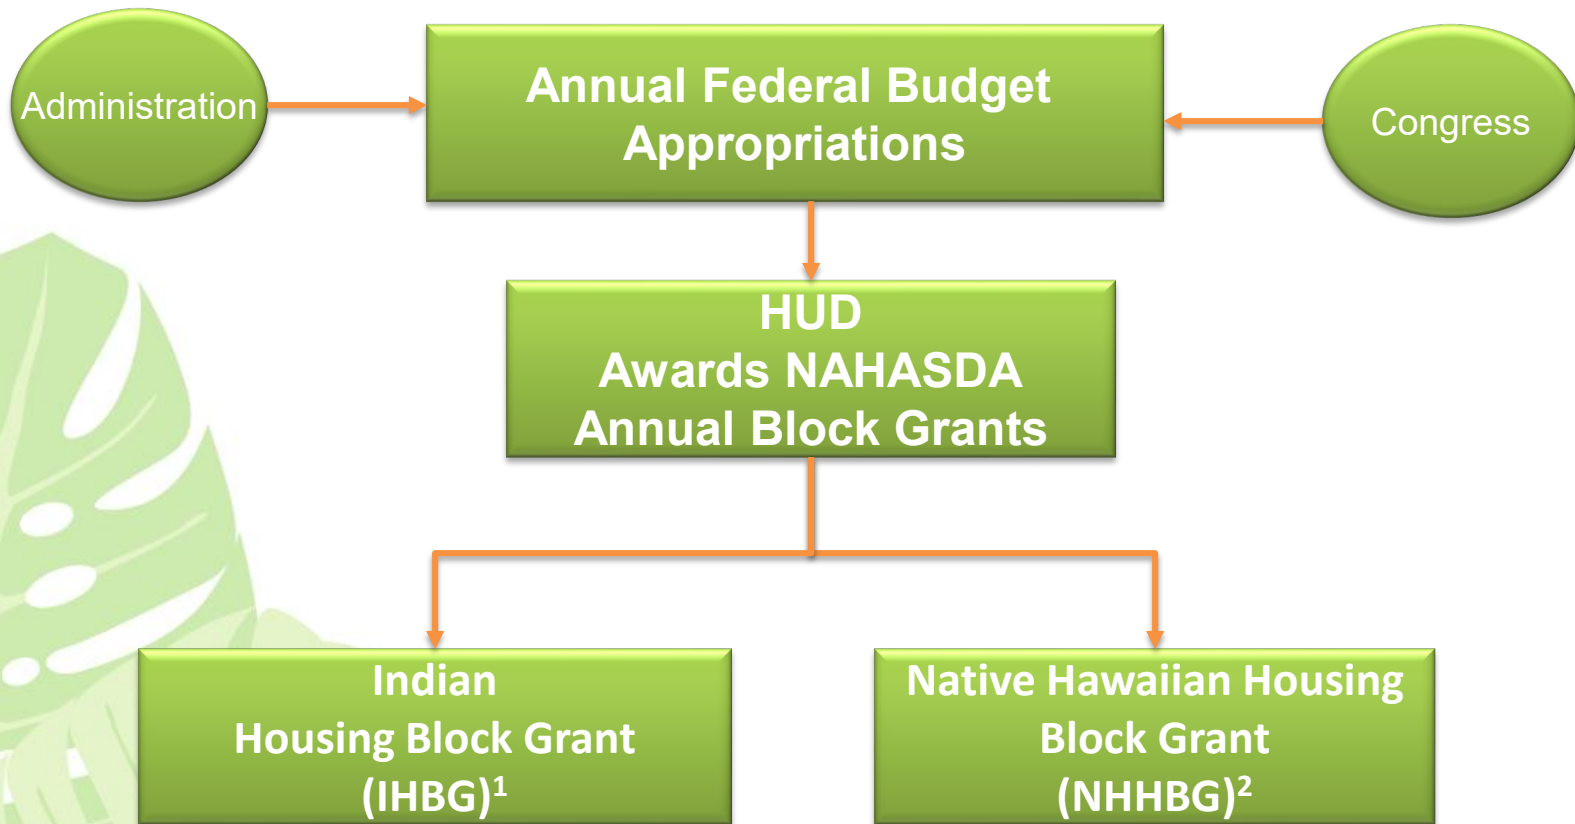 Administration
Annual Federal Budget
Appropriations
Congress
HUD
Awards NAHASDA
Annual Block Grants
Indian
Housing Block Grant
(IHBG)1
Native Hawaiian Housing
Block Grant
(NHHBG)2